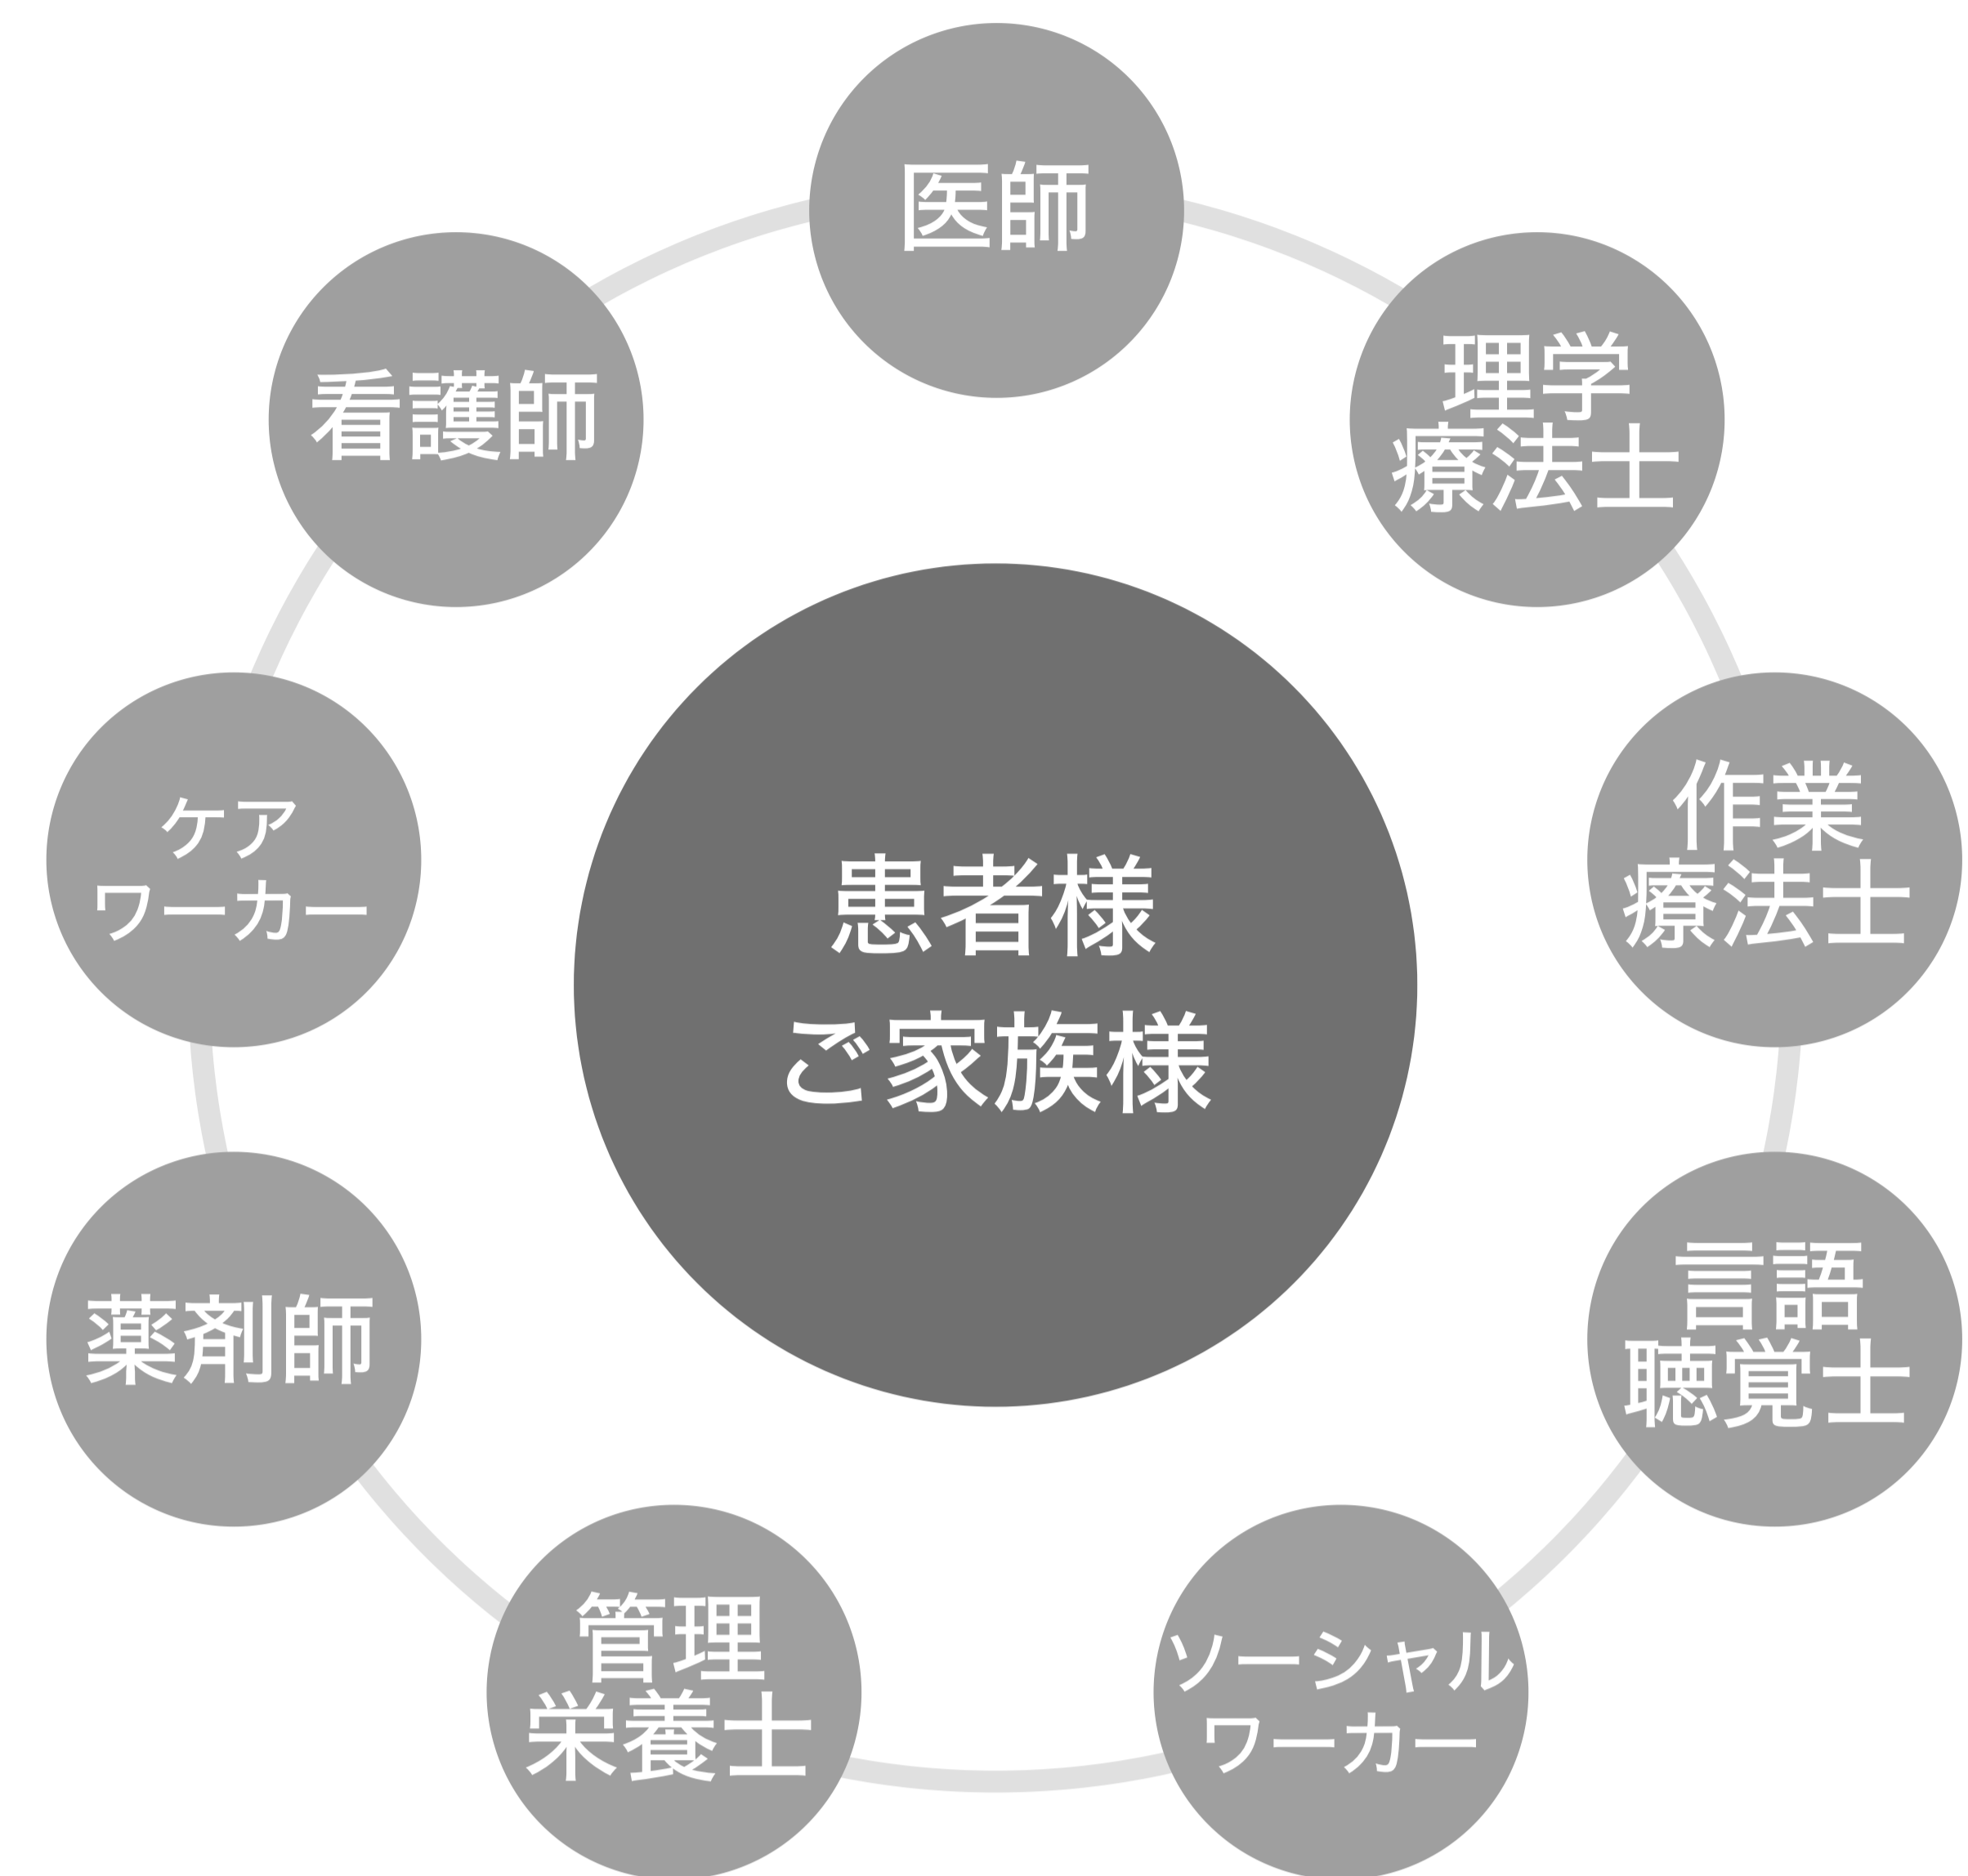 医師
看護師
理学
療法士
ケア
ワーカー
作業
療法士
患者様
ご家族様
薬剤師
言語
聴覚士
管理
栄養士
ソーシャル
ワーカー